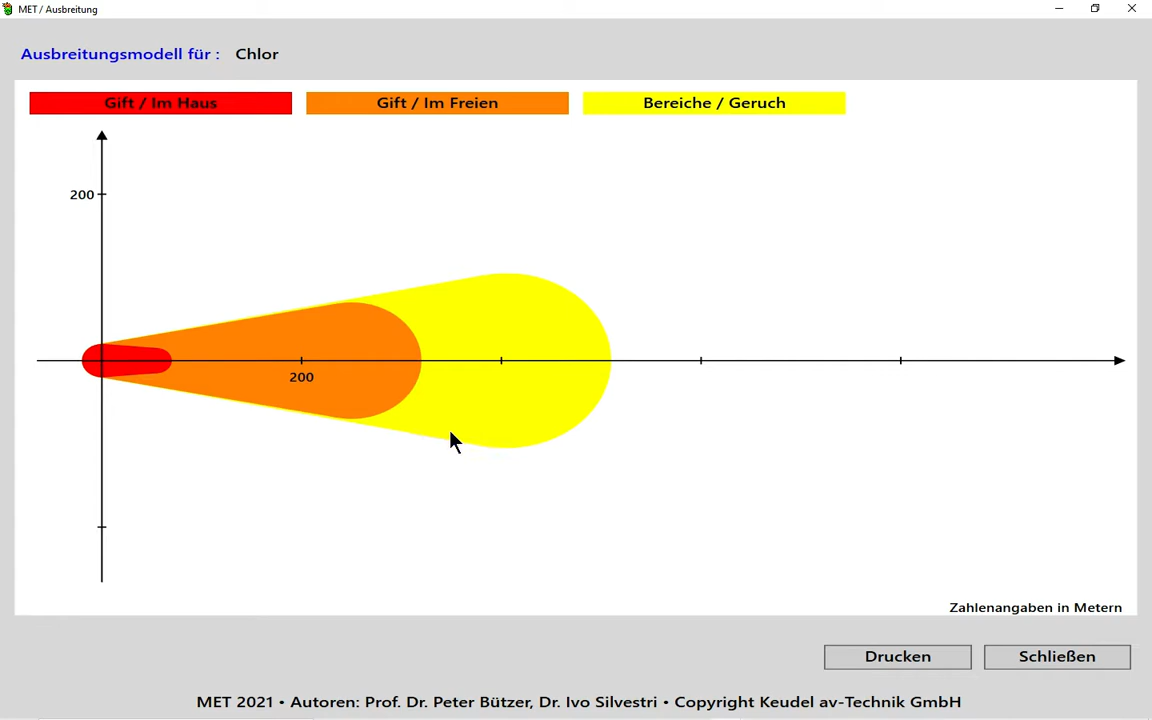 MET / Ausbreitung
Ausbreitungsmodell für : Chlor
Gift / Im Haus
Gift / Im Freien
Bereiche / Geruch
200
200
Zahlenangaben in Metern
Drucken
Schließen
MET 2021 • Autoren: Prof. Dr. Peter Bützer, Dr. Ivo Silvestri • Copyright Keudel av-Technik GmbH